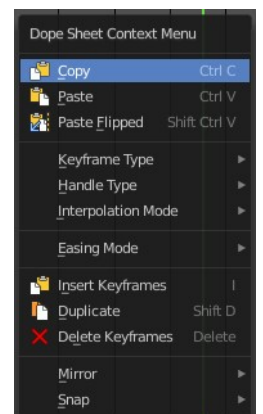 Dope Sheet Context Menu
Copy Ctrl C
Paste Ctrl V
Paste Flipped Shift Ctrl V
Keyframe Type
Handle Type
Interpolation Mode
Easing Mode
Insert Keyframes I
Duplicate Shift D
Delete Keyframes Delete
Mirror
Snap